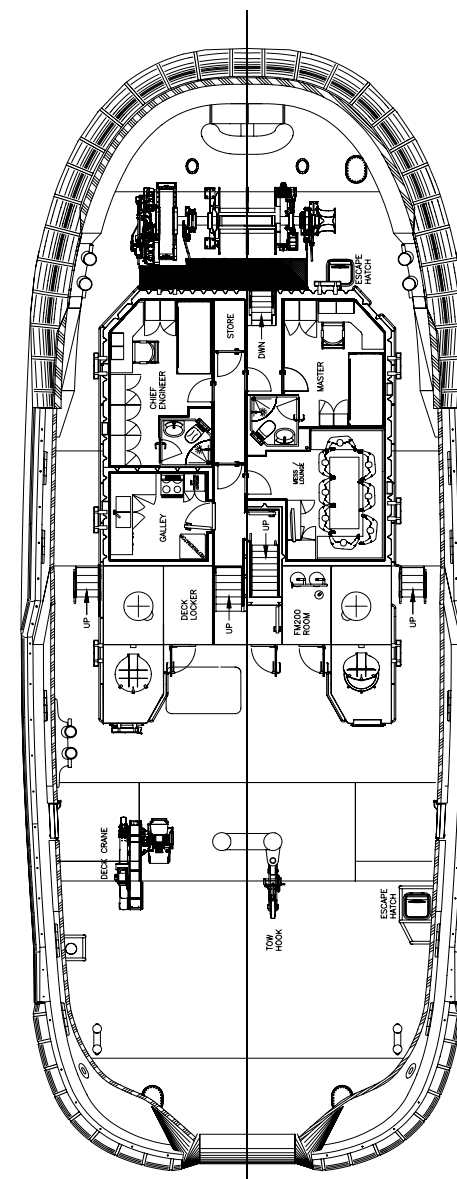 ESCAPE
HATCH
STORE
DWN
CHIEF
ENGINEER
MASTER
MESS /
LOUNGE
GALLEY
UP
UP
DECK
LOCKER
UP
FM200
ROOM
UP
DECK CRANE
ESCAPE
HATCH
TOW
HOOK